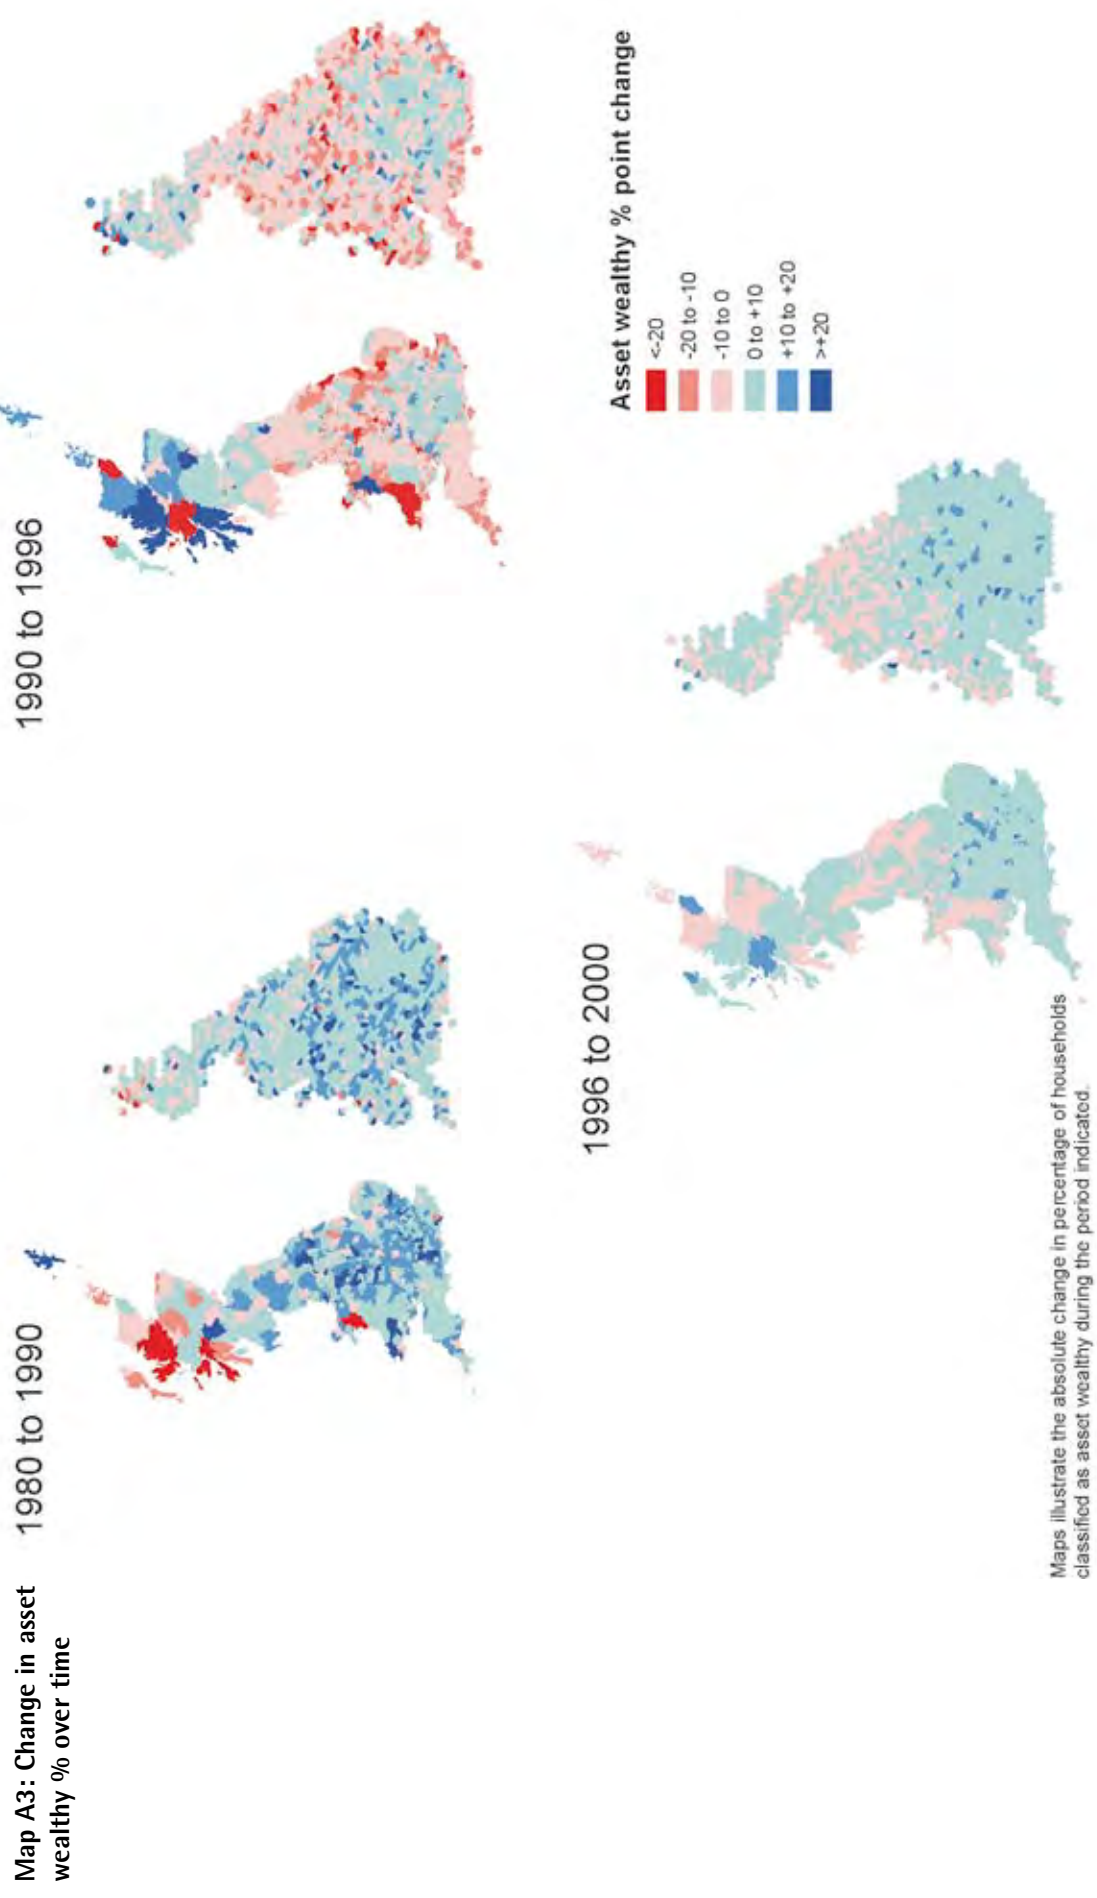 Map A3: Change in asset
wealthy % over time
1980 to 1990
1990 to 1996
1996 to 2000
Asset wealthy % point change
<-20
-20 to -10
-10 to 0
0 to +10
+10 to +20
>+20
Maps illustrate the absolute change in percentage of households
classified as asset wealthy during the period indicated.